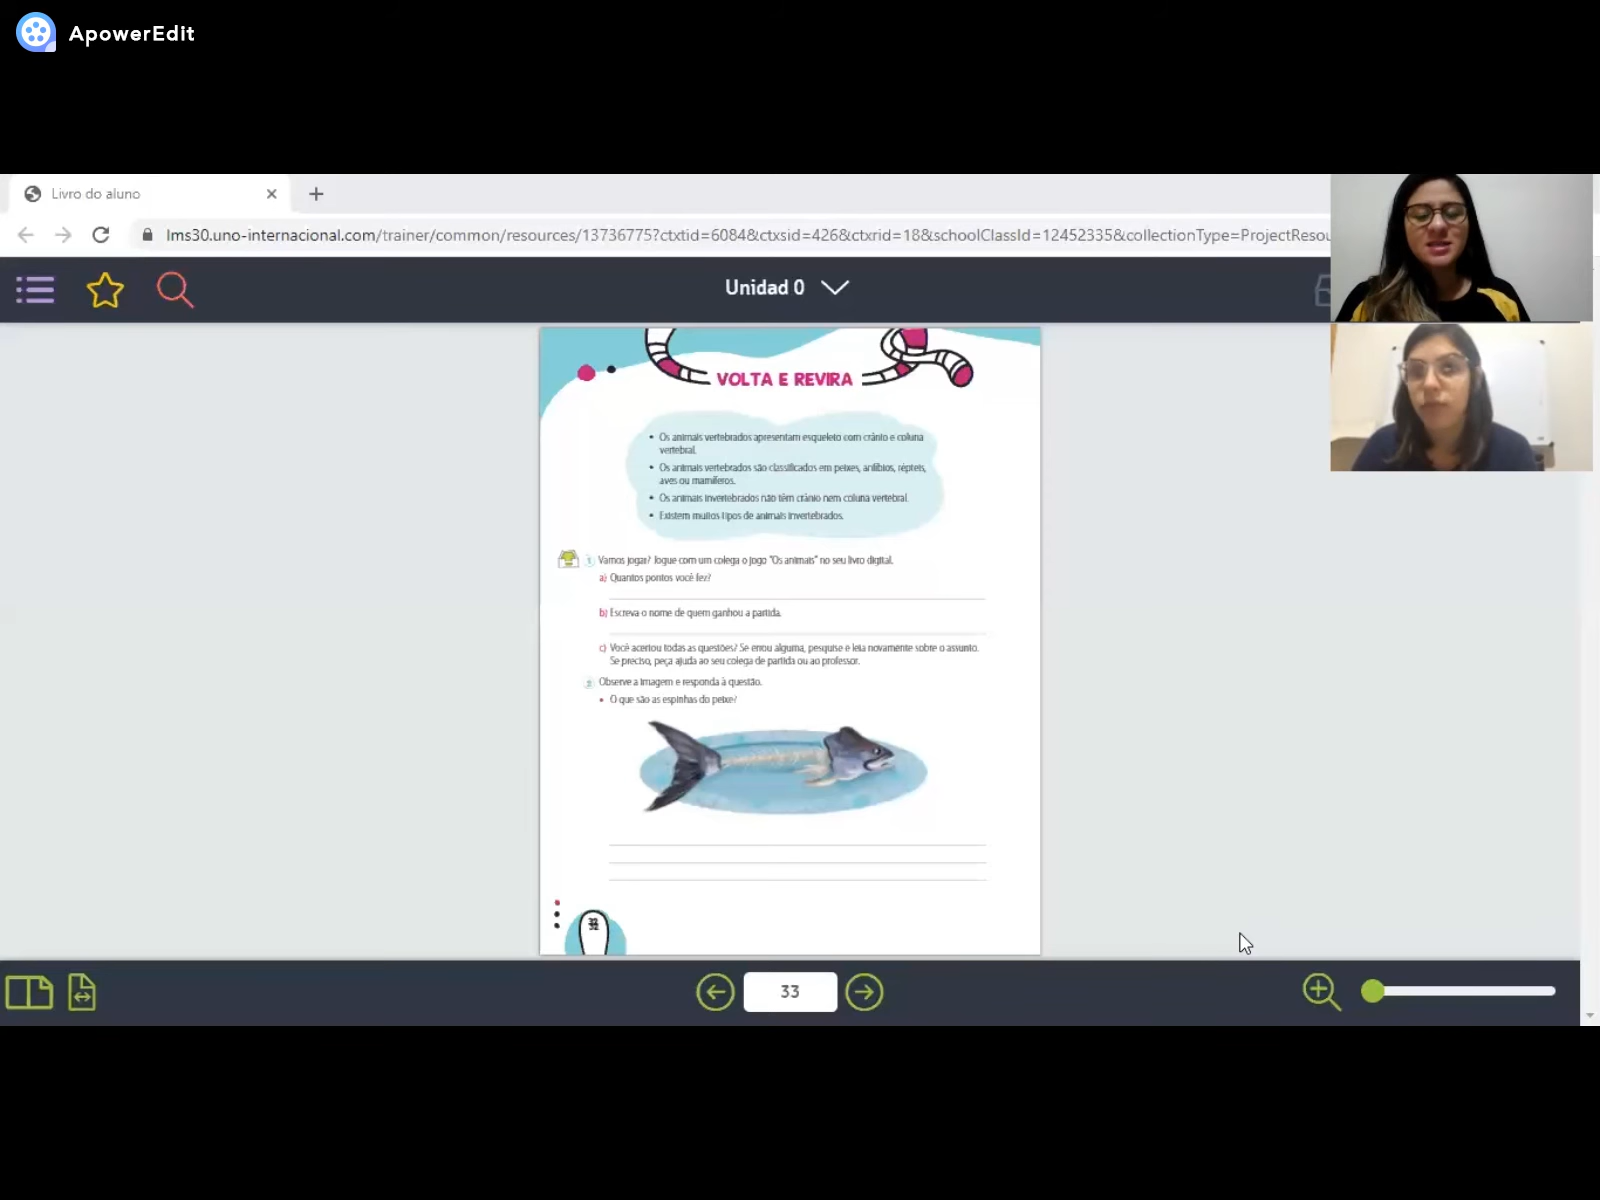 ApowerEdit
Livro do aluno
lms30.uno-internacional.com/trainer/common/resources/13736775?ctxtid=6084&ctxsid=426&ctxrid=18&schoolClassId=12452335&collectionType=ProjectResou
Unidad 0
VOLTA E REVIRA
• Os animais vertebrados apresentam esqueleto com crânio e coluna
vertebral.
• Os animais vertebrados são classificados em peixes, anfíbios, répteis,
aves ou mamíferos.
• Os animais invertebrados não têm crânio nem coluna vertebral.
• Existem muitos tipos de animais invertebrados.
1 Vamos jogar? Jogue com um colega o jogo "Os animais" no seu livro digital.
a) Quantos pontos você fez?
b) Escreva o nome de quem ganhou a partida.
c) Você acertou todas as questões? Se errou alguma, pesquise e leia novamente sobre o assunto.
Se preciso, peça ajuda ao seu colega de partida ou ao professor.
2 Observe a imagem e responda à questão.
• O que são as espinhas do peixe?
33